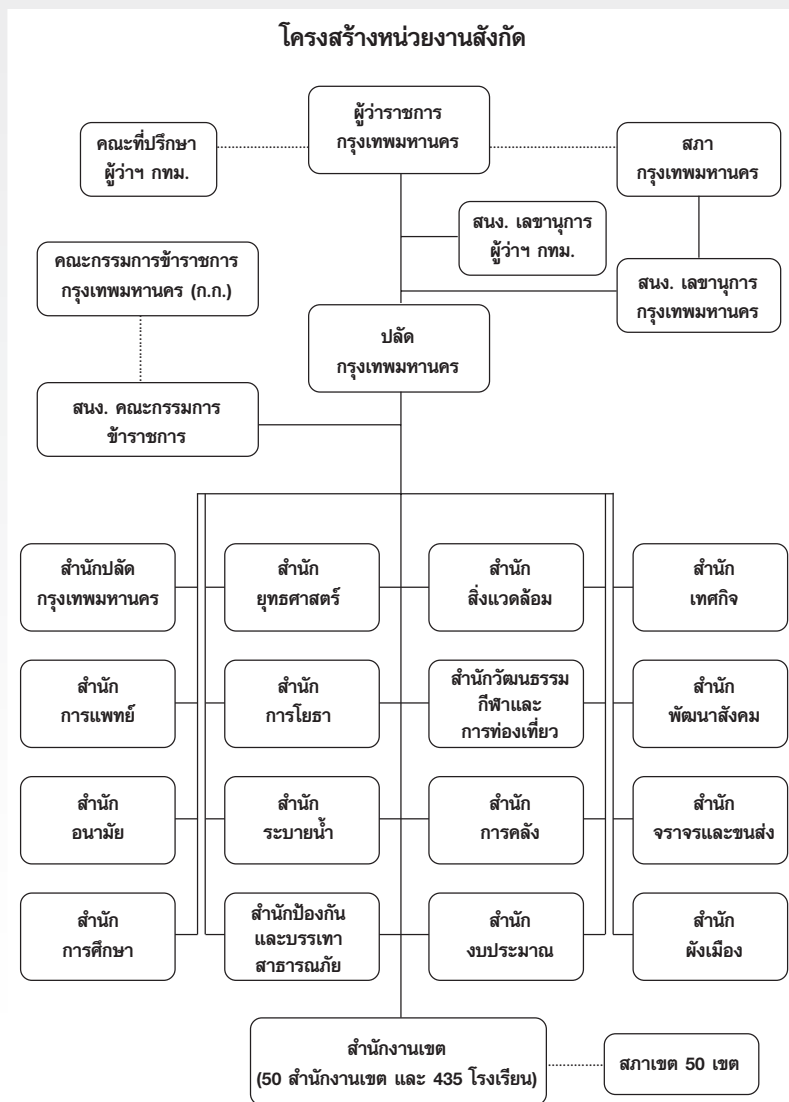 โครงสร้างหน่วยงานสังกัด
ผู้ว่าราชการ
กรุงเทพมหานคร
คณะที่ปรึกษา
ผู้ว่าฯ กทม.
สภา
กรุงเทพมหานคร
สนง. เลขานุการ
ผู้ว่าฯ กทม.
คณะกรรมการข้าราชการ
กรุงเทพมหานคร (ก.ก.)
สนง. เลขานุการ
กรุงเทพมหานคร
ปลัด
กรุงเทพมหานคร
สนง. คณะกรรมการ
ข้าราชการ
สำนักปลัด
กรุงเทพมหานคร
สำนัก
ยุทธศาสตร์
สำนัก
สิ่งแวดล้อม
สำนัก
เทศกิจ
สำนัก
การแพทย์
สำนัก
การโยธา
สำนักวัฒนธรรม
กีฬาและ
การท่องเที่ยว
สำนัก
พัฒนาสังคม
สำนัก
อนามัย
สำนัก
ระบายน้ำ
สำนัก
การคลัง
สำนัก
จราจรและขนส่ง
สำนัก
การศึกษา
สำนักป้องกัน
และบรรเทา
สาธารณภัย
สำนัก
งบประมาณ
สำนัก
ผังเมือง
สำนักงานเขต
(50 สำนักงานเขต และ 435 โรงเรียน)
สภาเขต 50 เขต